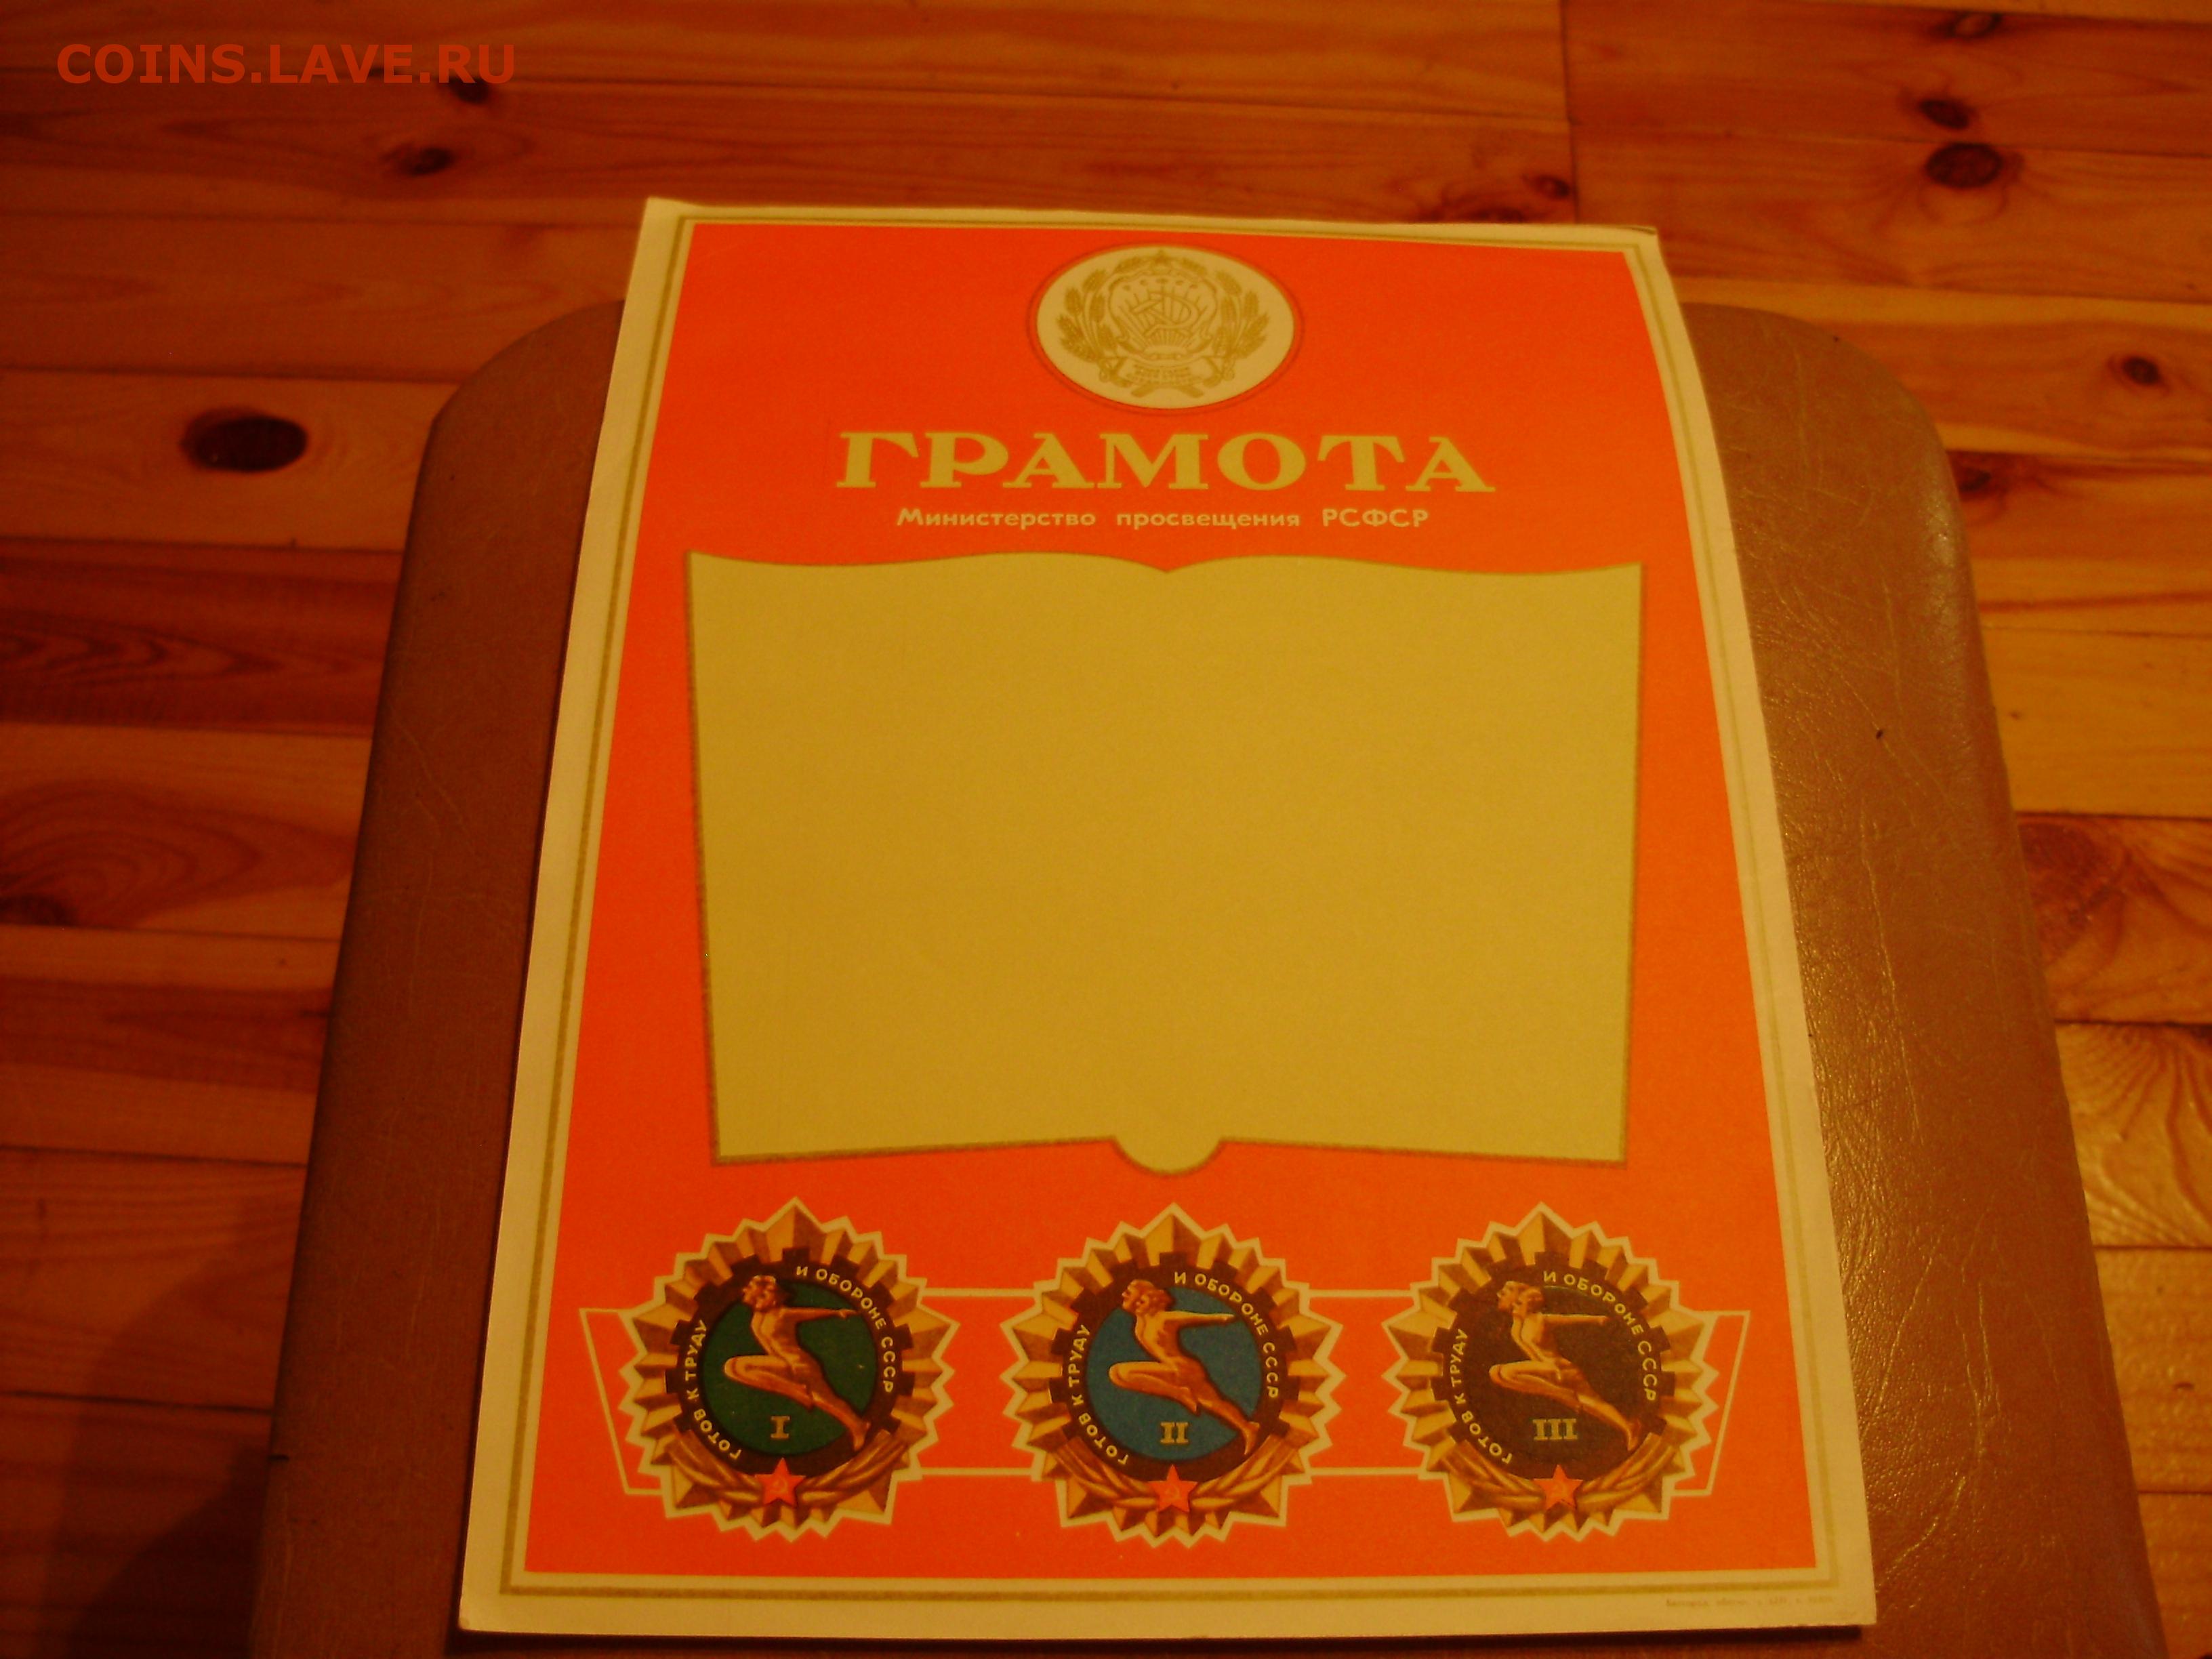 COINS.LAVE.RU
ГРАМОТА
Министерство просвещения РСФСР
ГОТОВ К ТРУДУ И ОБОРОНЕ СССР
I
ГОТОВ К ТРУДУ И ОБОРОНЕ СССР
II
ГОТОВ К ТРУДУ И ОБОРОНЕ СССР
III